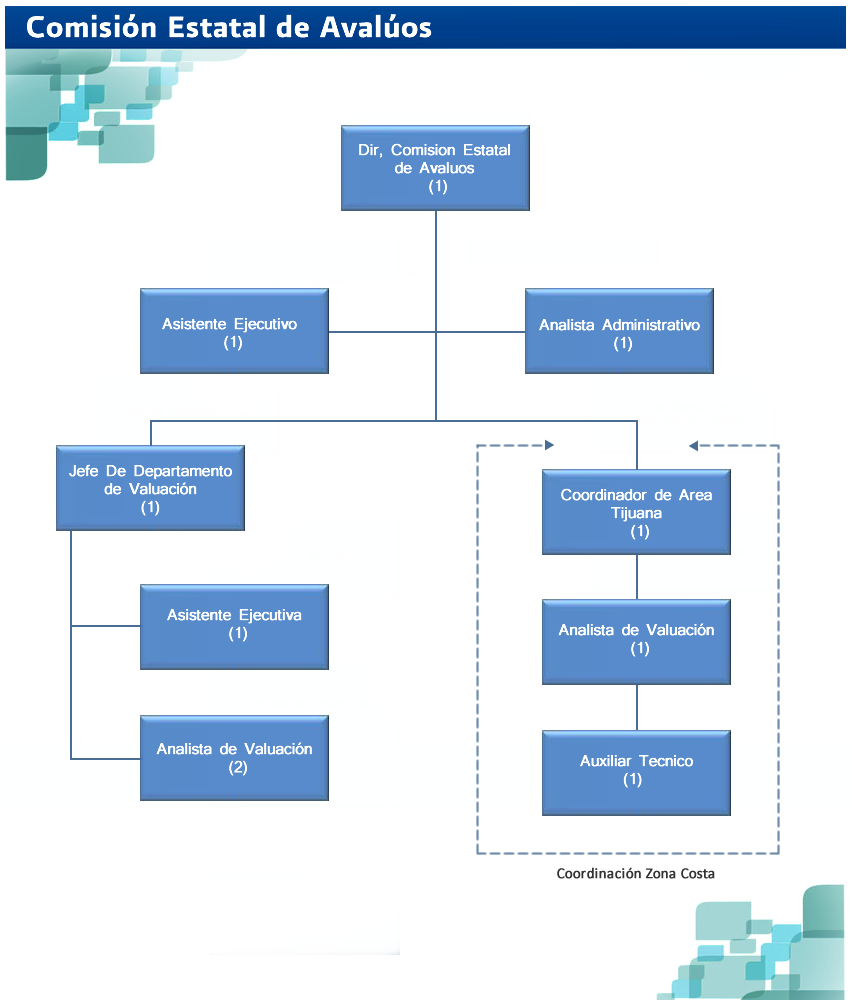 Comisión Estatal de Avalúos
Dir, Comision Estatal
de Avaluos
(1)
Asistente Ejecutivo
(1)
Analista Administrativo
(1)
Jefe De Departamento
de Valuación
(1)
Asistente Ejecutiva
(1)
Analista de Valuación
(2)
Coordinador de Area
Tijuana
(1)
Analista de Valuación
(1)
Auxiliar Tecnico
(1)
Coordinación Zona Costa